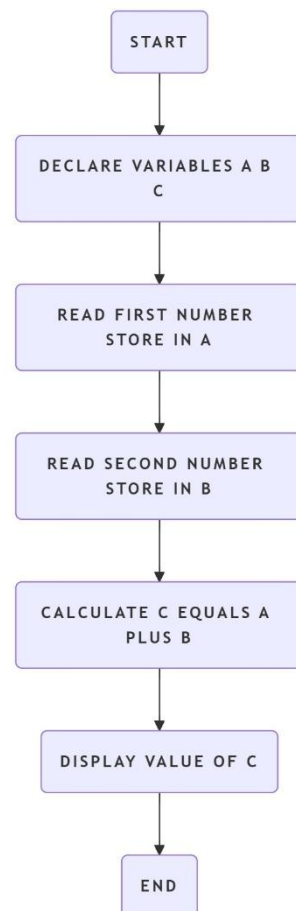 START
DECLARE VARIABLES A B
C
READ FIRST NUMBER
STORE IN A
READ SECOND NUMBER
STORE IN B
CALCULATE C EQUALS A
PLUS B
DISPLAY VALUE OF C
END